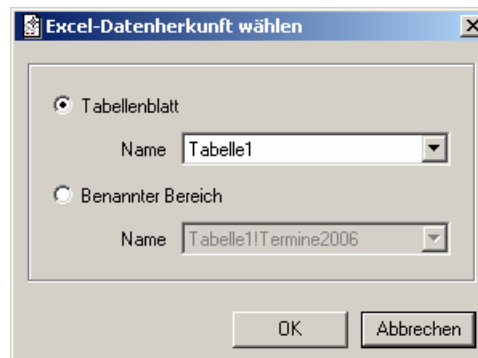 Excel-Datenherkunft wählen
Tabellenblatt
Name Tabelle1
Benannter Bereich
Name Tabelle1!Termine2006
OK Abbrechen